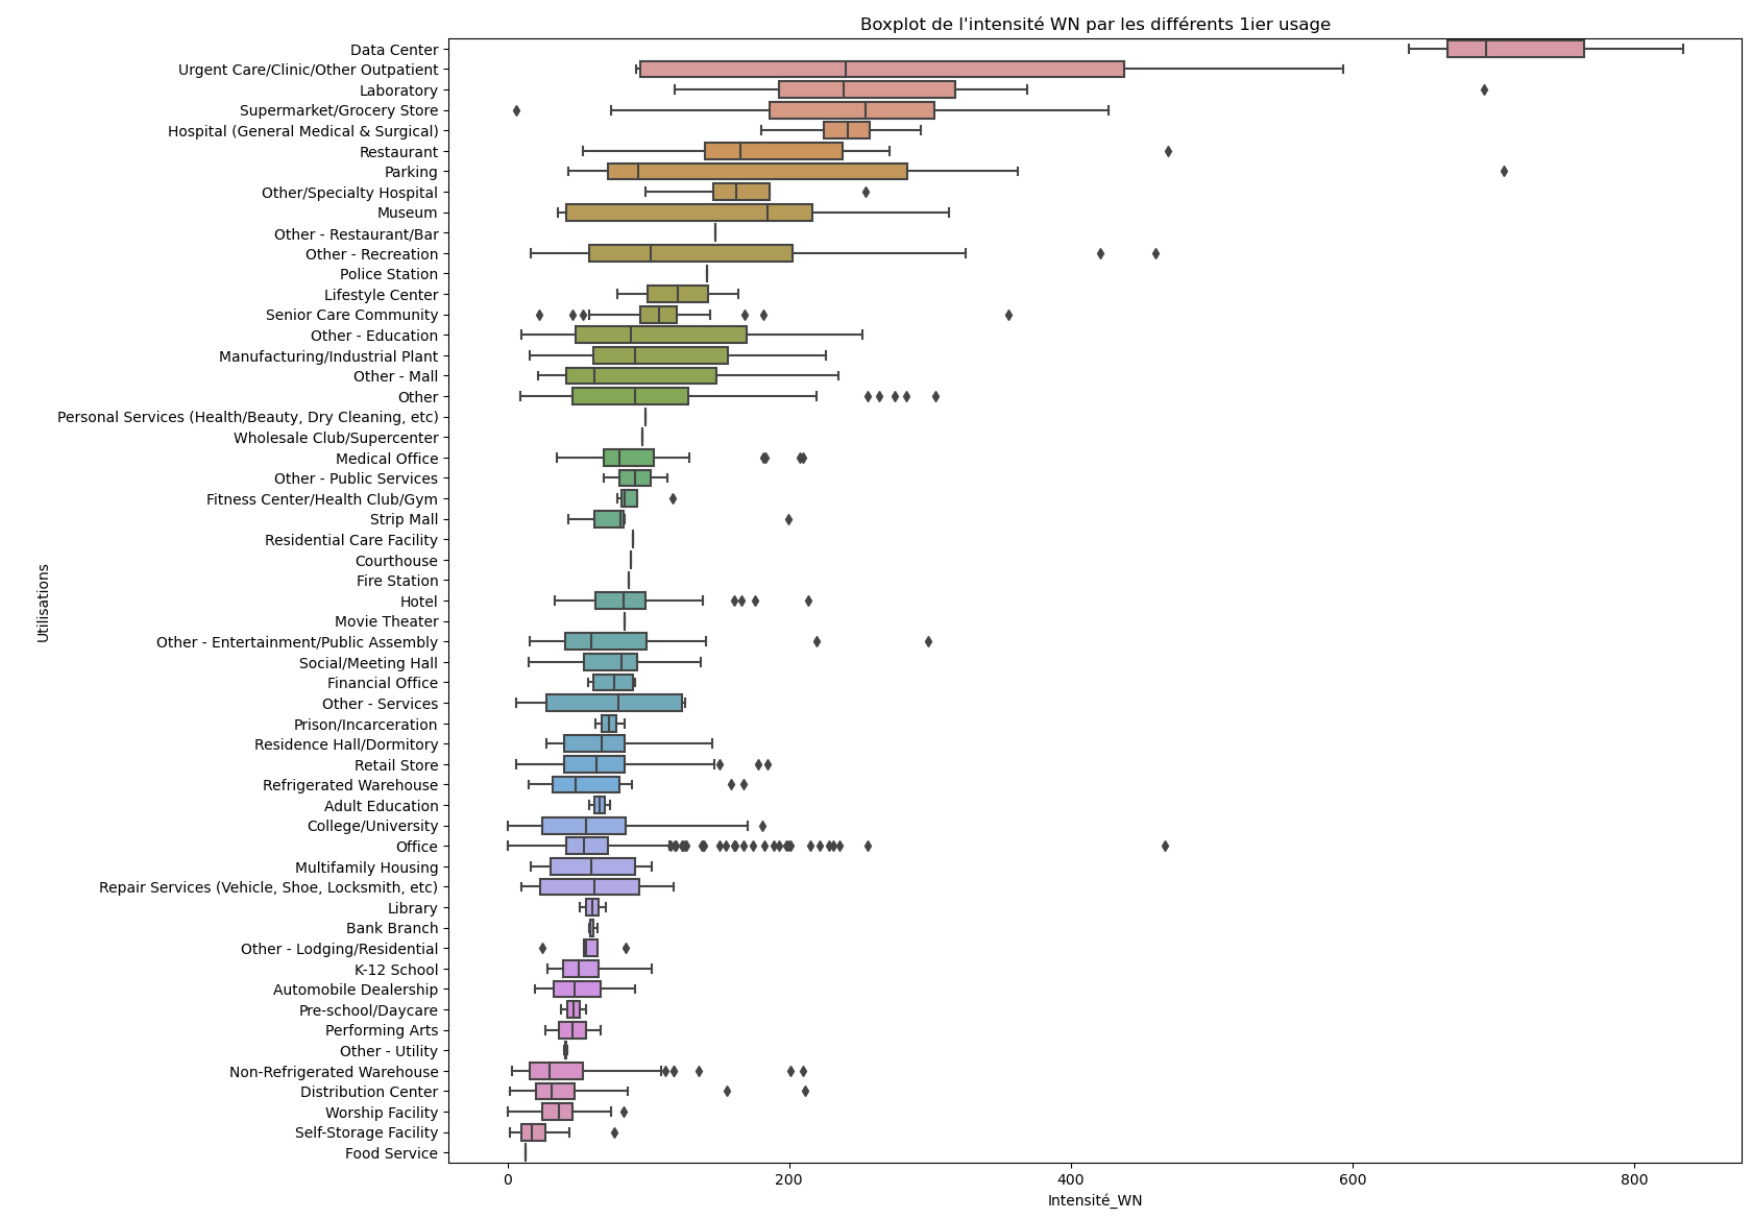 Boxplot de l'intensité WN par les différents 1ier usage
Data Center
Urgent Care/Clinic/Other Outpatient
Laboratory
Supermarket/Grocery Store
Hospital (General Medical & Surgical)
Restaurant
Parking
Other/Specialty Hospital
Museum
Other - Restaurant/Bar
Other - Recreation
Police Station
Lifestyle Center
Senior Care Community
Other - Education
Manufacturing/Industrial Plant
Other - Mall
Other
Personal Services (Health/Beauty, Dry Cleaning, etc)
Wholesale Club/Supercenter
Medical Office
Other - Public Services
Fitness Center/Health Club/Gym
Strip Mall
Residential Care Facility
Courthouse
Fire Station
Hotel
Movie Theater
Other - Entertainment/Public Assembly
Social/Meeting Hall
Financial Office
Other - Services
Prison/Incarceration
Residence Hall/Dormitory
Retail Store
Refrigerated Warehouse
Adult Education
College/University
Office
Multifamily Housing
Repair Services (Vehicle, Shoe, Locksmith, etc)
Library
Bank Branch
Other - Lodging/Residential
K-12 School
Automobile Dealership
Pre-school/Daycare
Performing Arts
Other - Utility
Non-Refrigerated Warehouse
Distribution Center
Worship Facility
Self-Storage Facility
Food Service
Utilisations
0 200 400 600 800
Intensité_WN